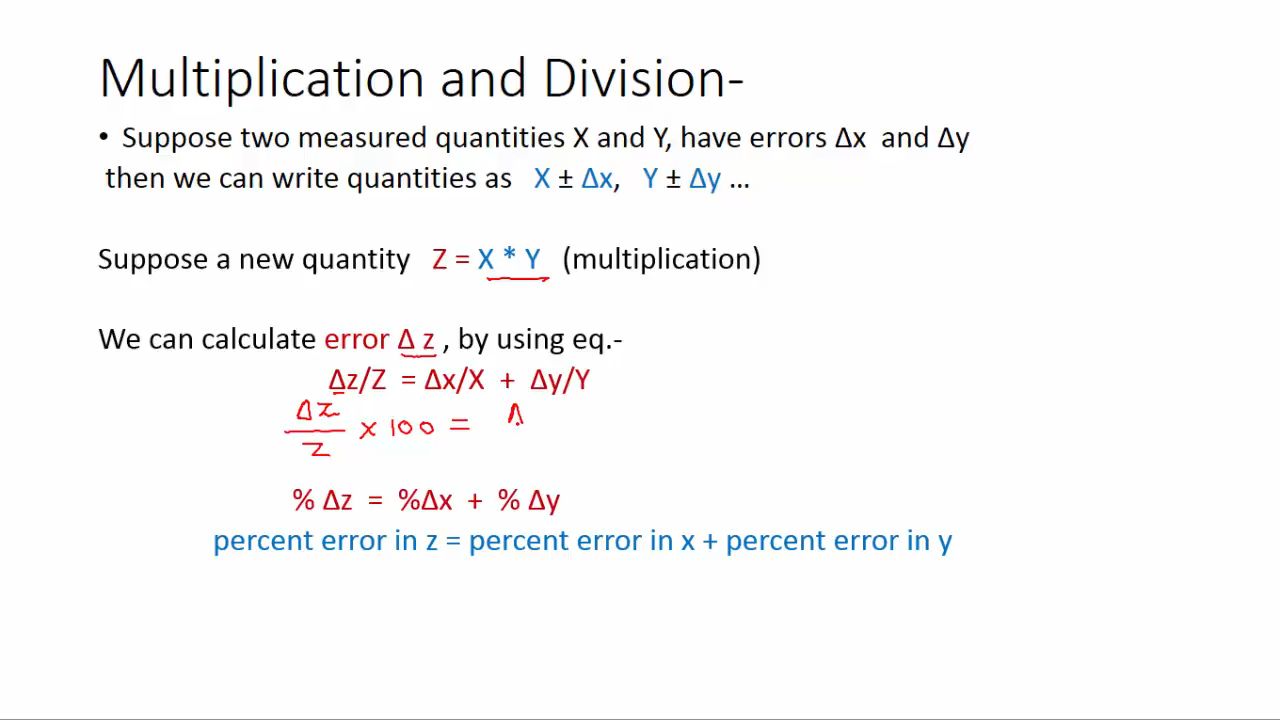 Multiplication and Division-
• Suppose two measured quantities X and Y, have errors Δx and Δy
then we can write quantities as X ± Δx, Y ± Δy ...
Suppose a new quantity Z = X * Y (multiplication)
We can calculate error Δ z , by using eq.-
Δz/Z = Δx/X + Δy/Y
Δz/z × 100 = Δ
% Δz = %Δx + % Δy
percent error in z = percent error in x + percent error in y